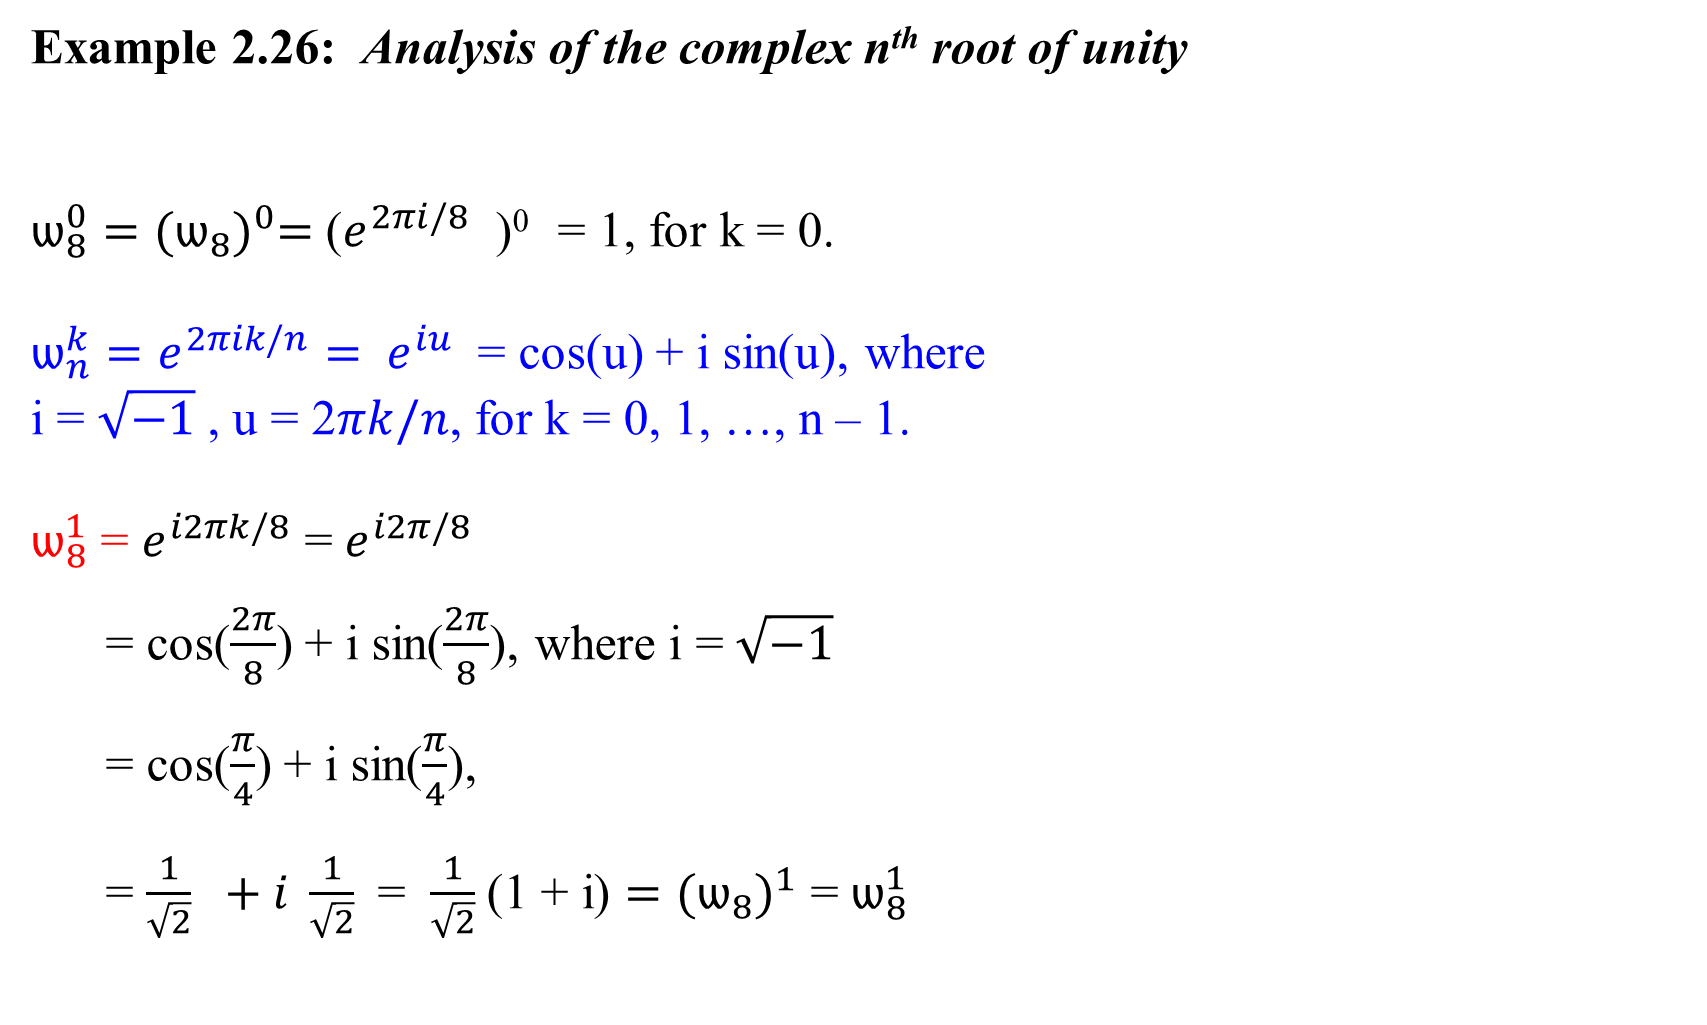 Example 2.26: Analysis of the complex nᵗʰ root of unity
ω₈⁰ = (ω₈)⁰= (e^{2πi/8} )⁰ = 1, for k = 0.
ωₙᵏ = e^{2πik/n} = e^{iu} = cos(u) + i sin(u), where
i = √−1 , u = 2πk/n, for k = 0, 1, …, n – 1.
ω₈¹ = e^{i2πk/8} = e^{i2π/8}
= cos(2π/8) + i sin(2π/8), where i = √−1
= cos(π/4) + i sin(π/4),
= 1/√2 + i 1/√2 = 1/√2 (1 + i) = (ω₈)¹ = ω₈¹